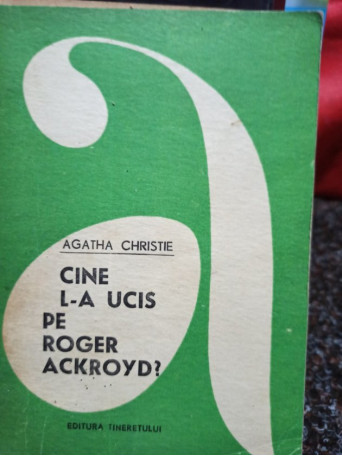 AGATHA CHRISTIE
CINE
L-A UCIS
PE
ROGER
ACKROYD?
EDITURA TINERETULUI